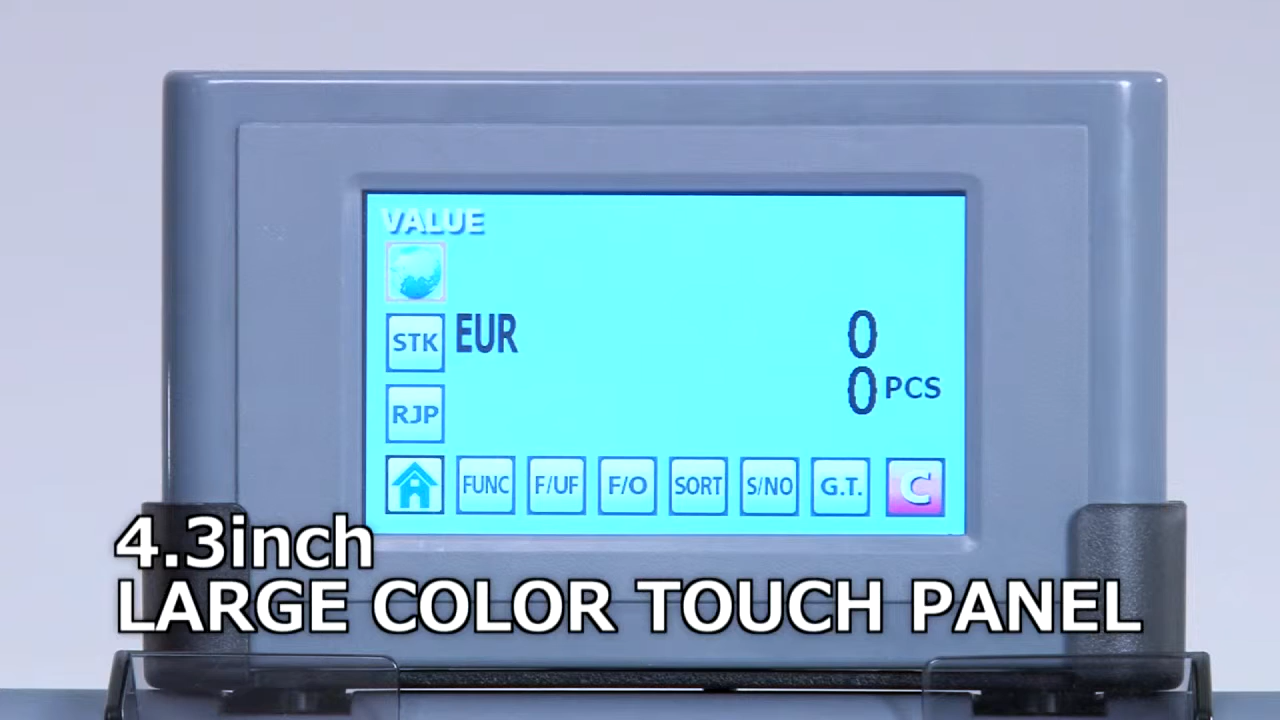 VALUE
STK EUR 0
0 PCS
RJP
FUNC F/UF F/O SORT S/NO G.T. C
4.3inch
LARGE COLOR TOUCH PANEL